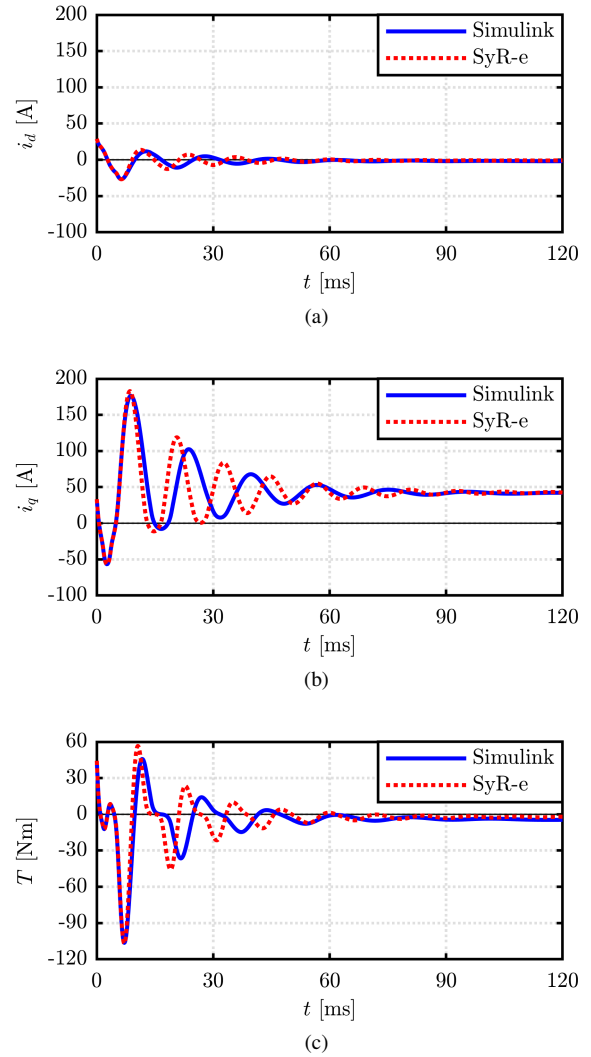 200
150
100
50
0
-50
-100
i_d [A]
Simulink
SyR-e
0 30 60 90 120
t [ms]
(a)
200
150
100
50
0
-50
-100
i_q [A]
Simulink
SyR-e
0 30 60 90 120
t [ms]
(b)
60
30
0
-30
-60
-90
-120
T [Nm]
Simulink
SyR-e
0 30 60 90 120
t [ms]
(c)